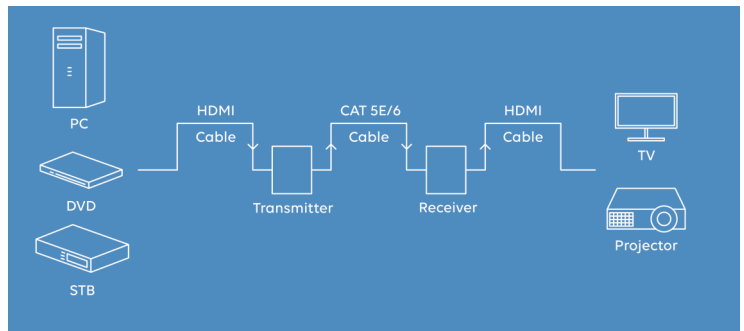 PC
DVD
STB
HDMI
Cable
Transmitter
CAT 5E/6
Cable
Receiver
HDMI
Cable
TV
Projector